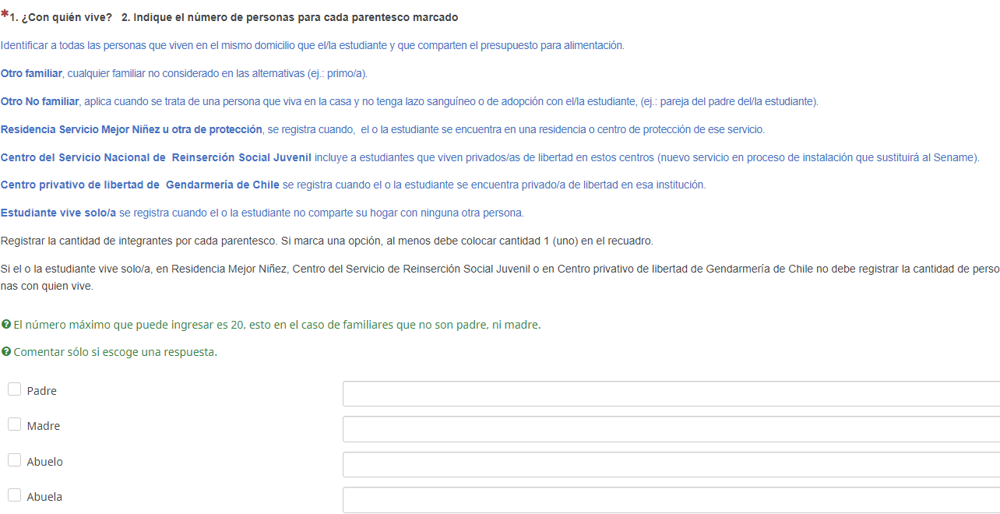 *1. ¿Con quién vive?   2. Indique el número de personas para cada parentesco marcado
Identificar a todas las personas que viven en el mismo domicilio que el/la estudiante y que comparten el presupuesto para alimentación.
Otro familiar, cualquier familiar no considerado en las alternativas (ej.: primo/a).
Otro No familiar, aplica cuando se trata de una persona que viva en la casa y no tenga lazo sanguíneo o de adopción con el/la estudiante, (ej.: pareja del padre del/la estudiante).
Residencia Servicio Mejor Niñez u otra de protección, se registra cuando,  el o la estudiante se encuentra en una residencia o centro de protección de ese servicio.
Centro del Servicio Nacional de  Reinserción Social Juvenil incluye a estudiantes que viven privados/as de libertad en estos centros (nuevo servicio en proceso de instalación que sustituirá al Sename).
Centro privativo de libertad de  Gendarmería de Chile se registra cuando el o la estudiante se encuentra privado/a de libertad en esa institución.
Estudiante vive solo/a se registra cuando el o la estudiante no comparte su hogar con ninguna otra persona.
Registrar la cantidad de integrantes por cada parentesco. Si marca una opción, al menos debe colocar cantidad 1 (uno) en el recuadro.
Si el o la estudiante vive solo/a, en Residencia Mejor Niñez, Centro del Servicio de Reinserción Social Juvenil o en Centro privativo de libertad de Gendarmería de Chile no debe registrar la cantidad de perso
nas con quien vive.
El número máximo que puede ingresar es 20, esto en el caso de familiares que no son padre, ni madre.
Comentar sólo si escoge una respuesta.
Padre
Madre
Abuelo
Abuela